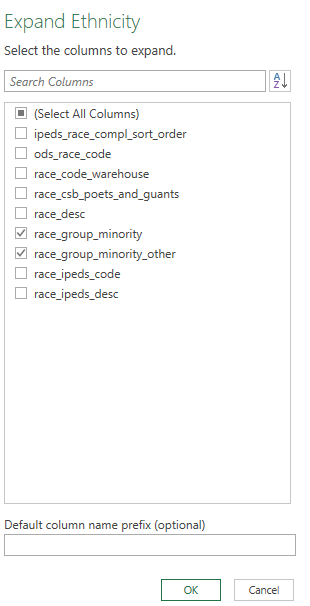 Expand Ethnicity
Select the columns to expand.
Search Columns
A
Z
(Select All Columns)
ipeds_race_compl_sort_order
ods_race_code
race_code_warehouse
race_csb_poets_and_guants
race_desc
race_group_minority
race_group_minority_other
race_ipeds_code
race_ipeds_desc
Default column name prefix (optional)
OK
Cancel